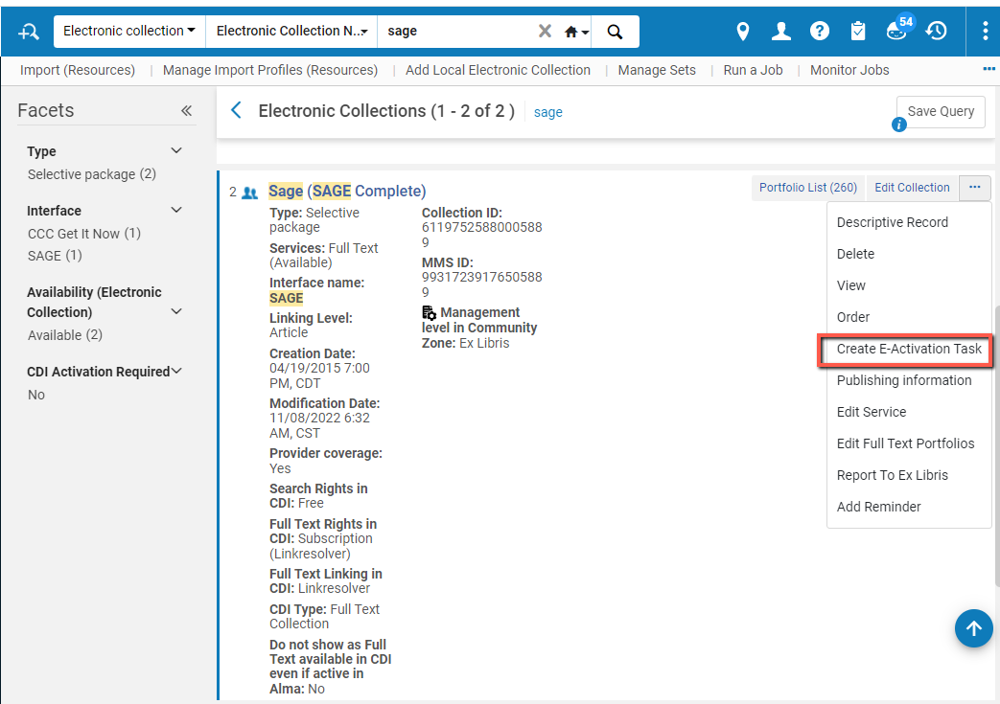 Electronic collection
Electronic Collection N..
sage
54
Import (Resources) | Manage Import Profiles (Resources) | Add Local Electronic Collection | Manage Sets | Run a Job | Monitor Jobs
Facets
Type
Selective package (2)
Interface
CCC Get It Now (1)
SAGE (1)
Availability (Electronic
Collection)
Available (2)
CDI Activation Required
No
Electronic Collections (1 - 2 of 2 )
sage
Save Query
2
Sage (SAGE Complete)
Portfolio List (260)
Edit Collection
Type: Selective
package
Services: Full Text
(Available)
Interface name:
SAGE
Linking Level:
Article
Creation Date:
04/19/2015 7:00
PM, CDT
Modification Date:
11/08/2022 6:32
AM, CST
Provider coverage:
Yes
Search Rights in
CDI: Free
Full Text Rights in
CDI: Subscription
(Linkresolver)
Full Text Linking in
CDI: Linkresolver
CDI Type: Full Text
Collection
Do not show as Full
Text available in CDI
even if active in
Alma: No
Collection ID:
6119752588000588
9
MMS ID:
9931723917650588
9
Management
level in Community
Zone: Ex Libris
Descriptive Record
Delete
View
Order
Create E-Activation Task
Publishing information
Edit Service
Edit Full Text Portfolios
Report To Ex Libris
Add Reminder